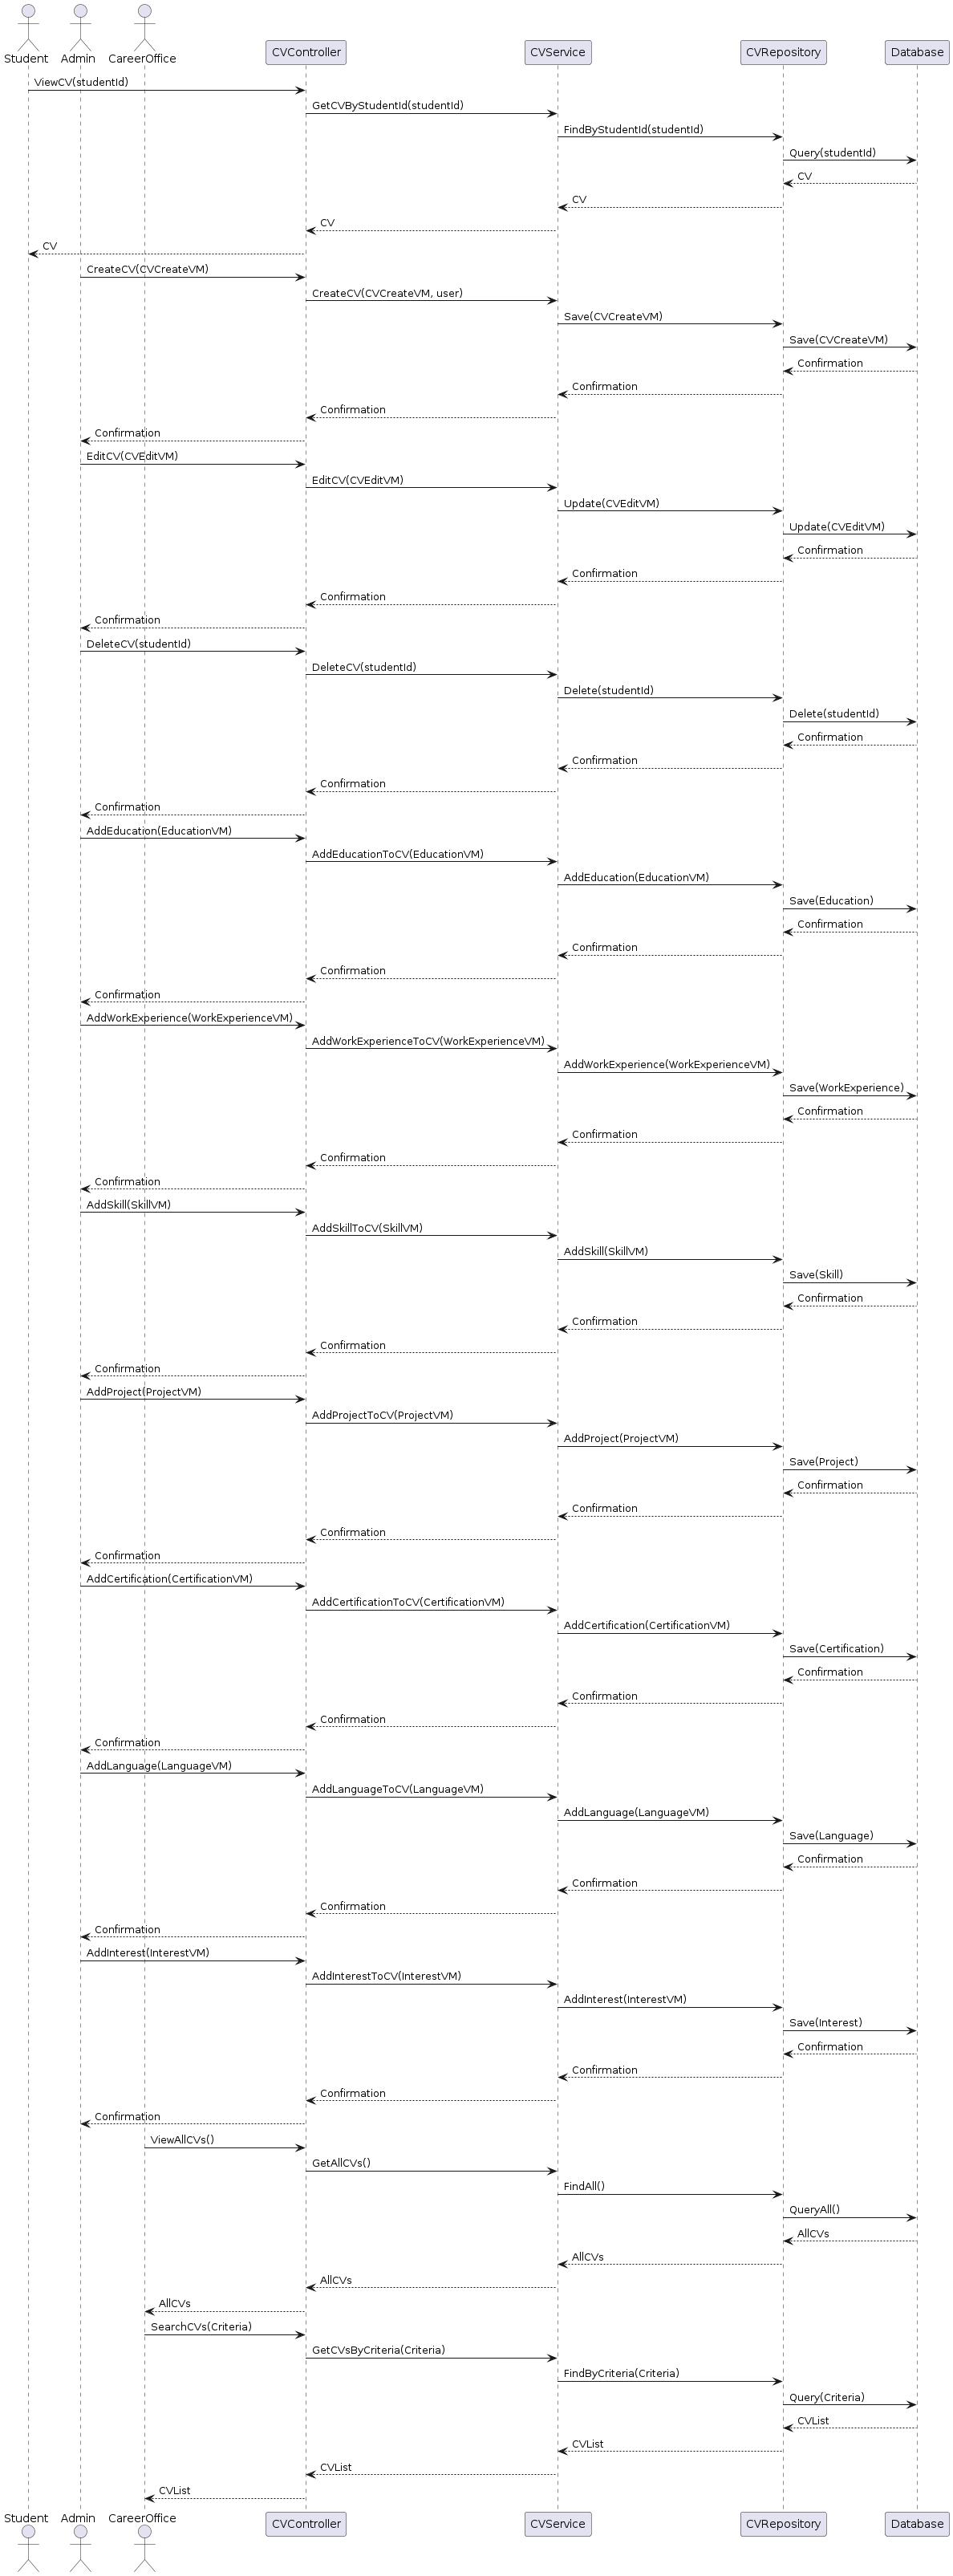 Student Admin CareerOffice CVController CVService CVRepository Database
ViewCV(studentId)
GetCVByStudentId(studentId)
FindByStudentId(studentId)
Query(studentId)
CV
CV
CV
CV
CreateCV(CVCreateVM)
CreateCV(CVCreateVM, user)
Save(CVCreateVM)
Save(CVCreateVM)
Confirmation
Confirmation
Confirmation
Confirmation
EditCV(CVEditVM)
EditCV(CVEditVM)
Update(CVEditVM)
Update(CVEditVM)
Confirmation
Confirmation
Confirmation
Confirmation
DeleteCV(studentId)
DeleteCV(studentId)
Delete(studentId)
Delete(studentId)
Confirmation
Confirmation
Confirmation
Confirmation
AddEducation(EducationVM)
AddEducationToCV(EducationVM)
AddEducation(EducationVM)
Save(Education)
Confirmation
Confirmation
Confirmation
Confirmation
AddWorkExperience(WorkExperienceVM)
AddWorkExperienceToCV(WorkExperienceVM)
AddWorkExperience(WorkExperienceVM)
Save(WorkExperience)
Confirmation
Confirmation
Confirmation
Confirmation
AddSkill(SkillVM)
AddSkillToCV(SkillVM)
AddSkill(SkillVM)
Save(Skill)
Confirmation
Confirmation
Confirmation
Confirmation
AddProject(ProjectVM)
AddProjectToCV(ProjectVM)
AddProject(ProjectVM)
Save(Project)
Confirmation
Confirmation
Confirmation
Confirmation
AddCertification(CertificationVM)
AddCertificationToCV(CertificationVM)
AddCertification(CertificationVM)
Save(Certification)
Confirmation
Confirmation
Confirmation
Confirmation
AddLanguage(LanguageVM)
AddLanguageToCV(LanguageVM)
AddLanguage(LanguageVM)
Save(Language)
Confirmation
Confirmation
Confirmation
Confirmation
AddInterest(InterestVM)
AddInterestToCV(InterestVM)
AddInterest(InterestVM)
Save(Interest)
Confirmation
Confirmation
Confirmation
Confirmation
ViewAllCVs()
GetAllCVs()
FindAll()
QueryAll()
AllCVs
AllCVs
AllCVs
AllCVs
SearchCVs(Criteria)
GetCVsByCriteria(Criteria)
FindByCriteria(Criteria)
Query(Criteria)
CVList
CVList
CVList
CVList
Student Admin CareerOffice CVController CVService CVRepository Database